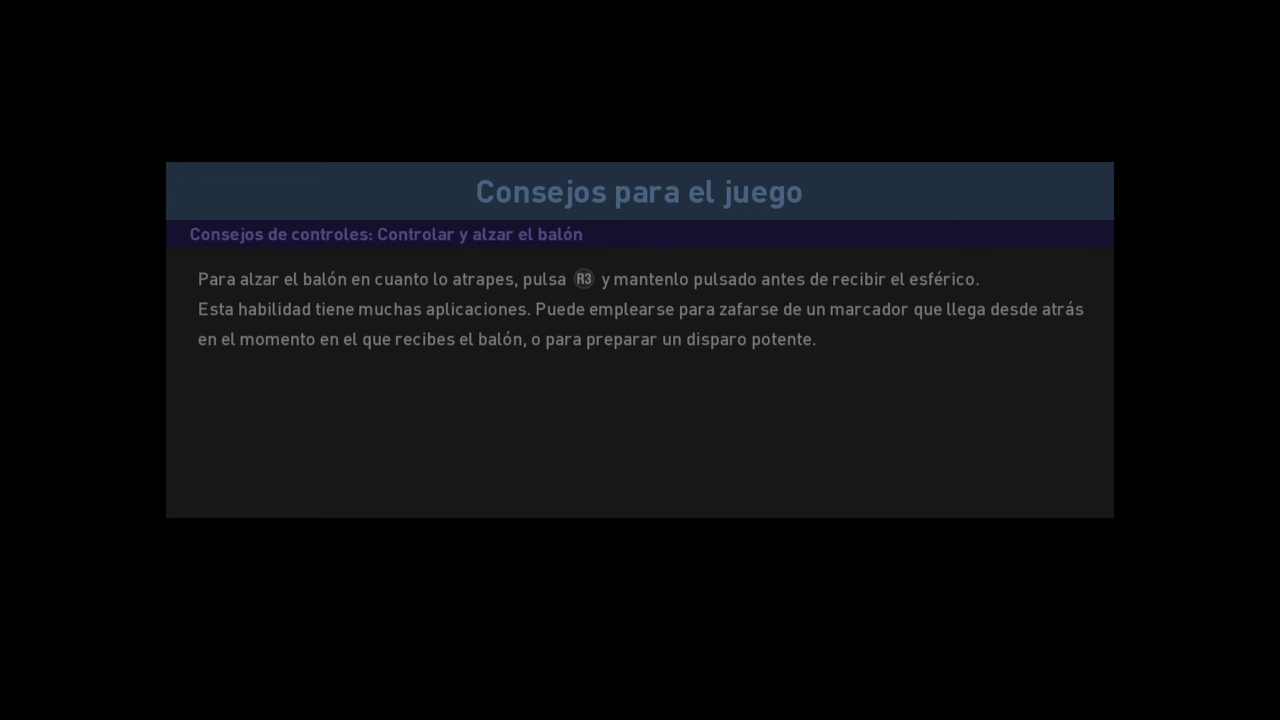 Consejos para el juego
Consejos de controles: Controlar y alzar el balón
Para alzar el balón en cuanto lo atrapes, pulsa R3 y mantenlo pulsado antes de recibir el esférico.
Esta habilidad tiene muchas aplicaciones. Puede emplearse para zafarse de un marcador que llega desde atrás
en el momento en el que recibes el balón, o para preparar un disparo potente.